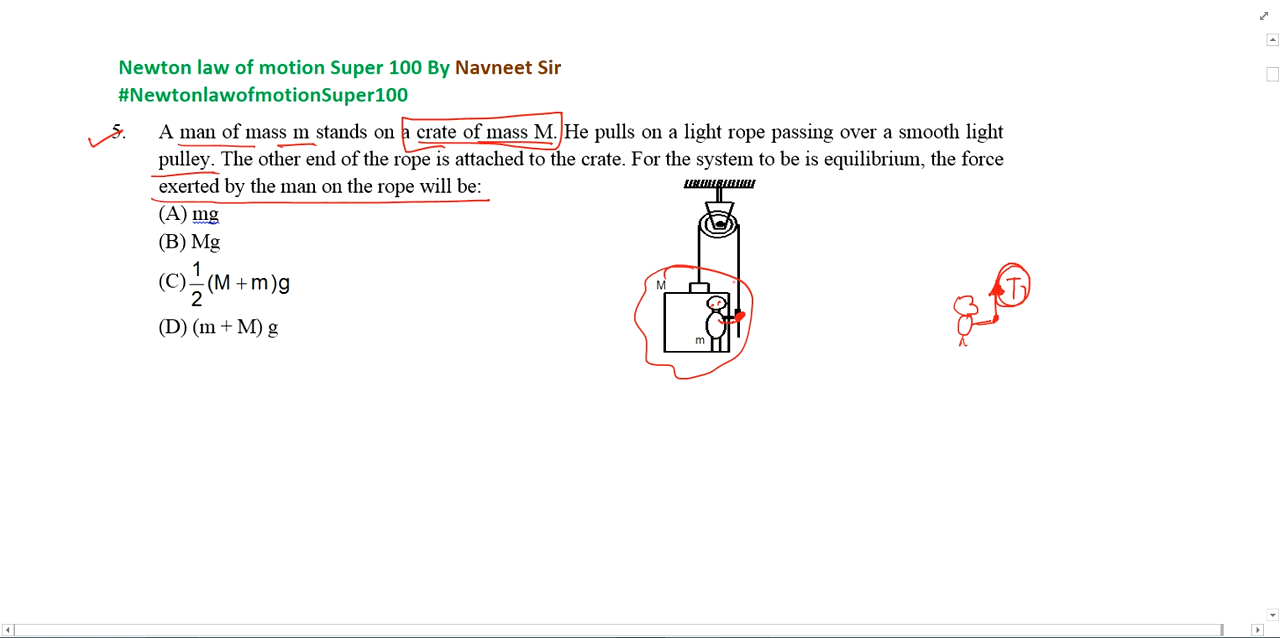 Newton law of motion Super 100 By Navneet Sir
#NewtonlawofmotionSuper100
5. A man of mass m stands on a crate of mass M. He pulls on a light rope passing over a smooth light
pulley. The other end of the rope is attached to the crate. For the system to be is equilibrium, the force
exerted by the man on the rope will be:
(A) mg
(B) Mg
(C) 1/2 (M + m)g
(D) (m + M) g
M
m
T